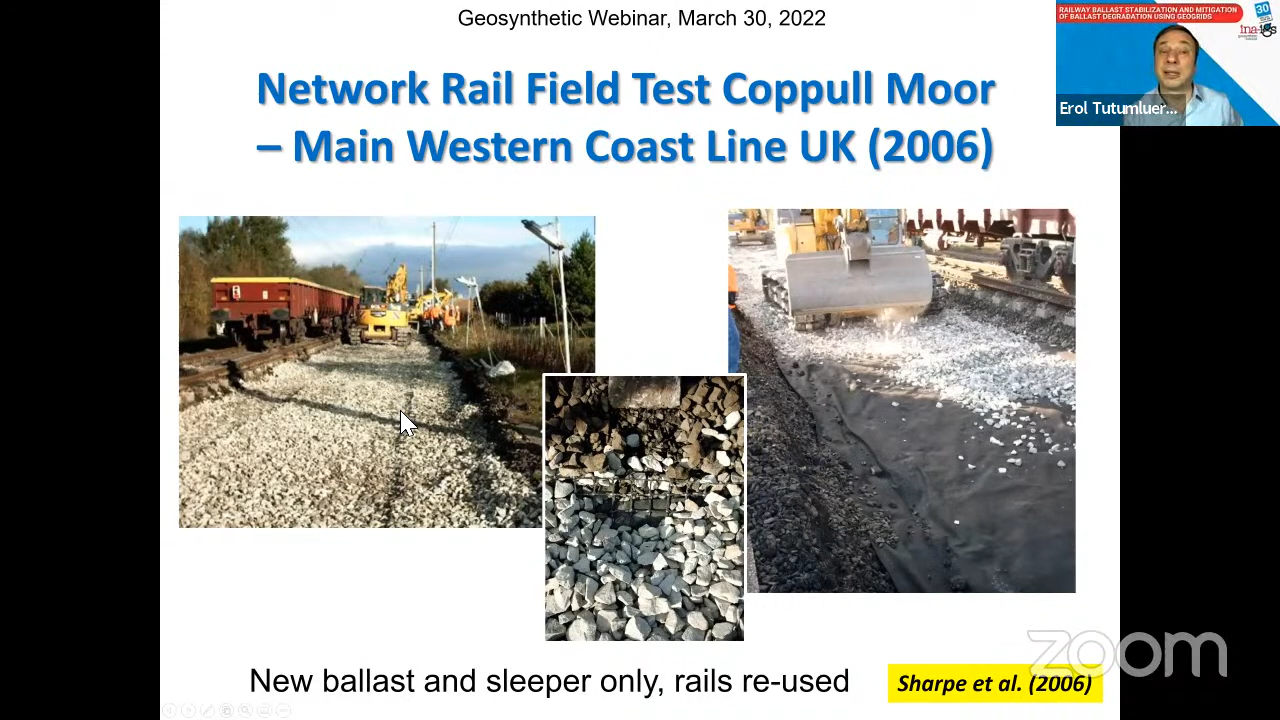 Geosynthetic Webinar, March 30, 2022
RAILWAY BALLAST STABILIZATION AND MITIGATION
OF BALLAST DEGRADATION USING GEOGRIDS
30
Erol Tutumluer...
Network Rail Field Test Coppull Moor
– Main Western Coast Line UK (2006)
zoom
New ballast and sleeper only, rails re-used
Sharpe et al. (2006)